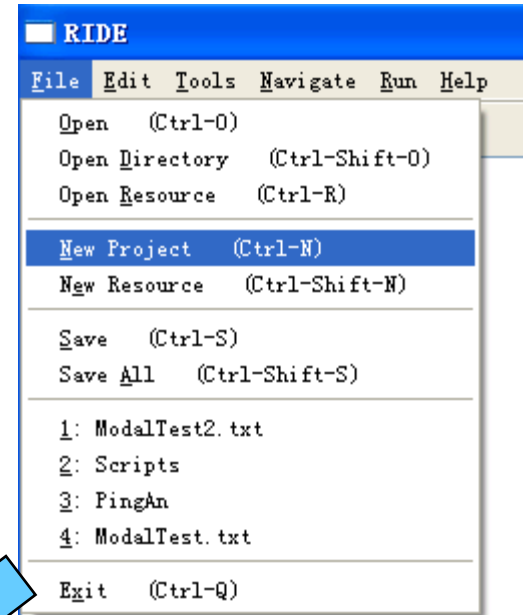 RIDE
File Edit Tools Navigate Run Help
Open (Ctrl-O)
Open Directory (Ctrl-Shift-O)
Open Resource (Ctrl-R)
New Project (Ctrl-N)
New Resource (Ctrl-Shift-N)
Save (Ctrl-S)
Save All (Ctrl-Shift-S)
1: ModalTest2.txt
2: Scripts
3: PingAn
4: ModalTest.txt
Exit (Ctrl-Q)